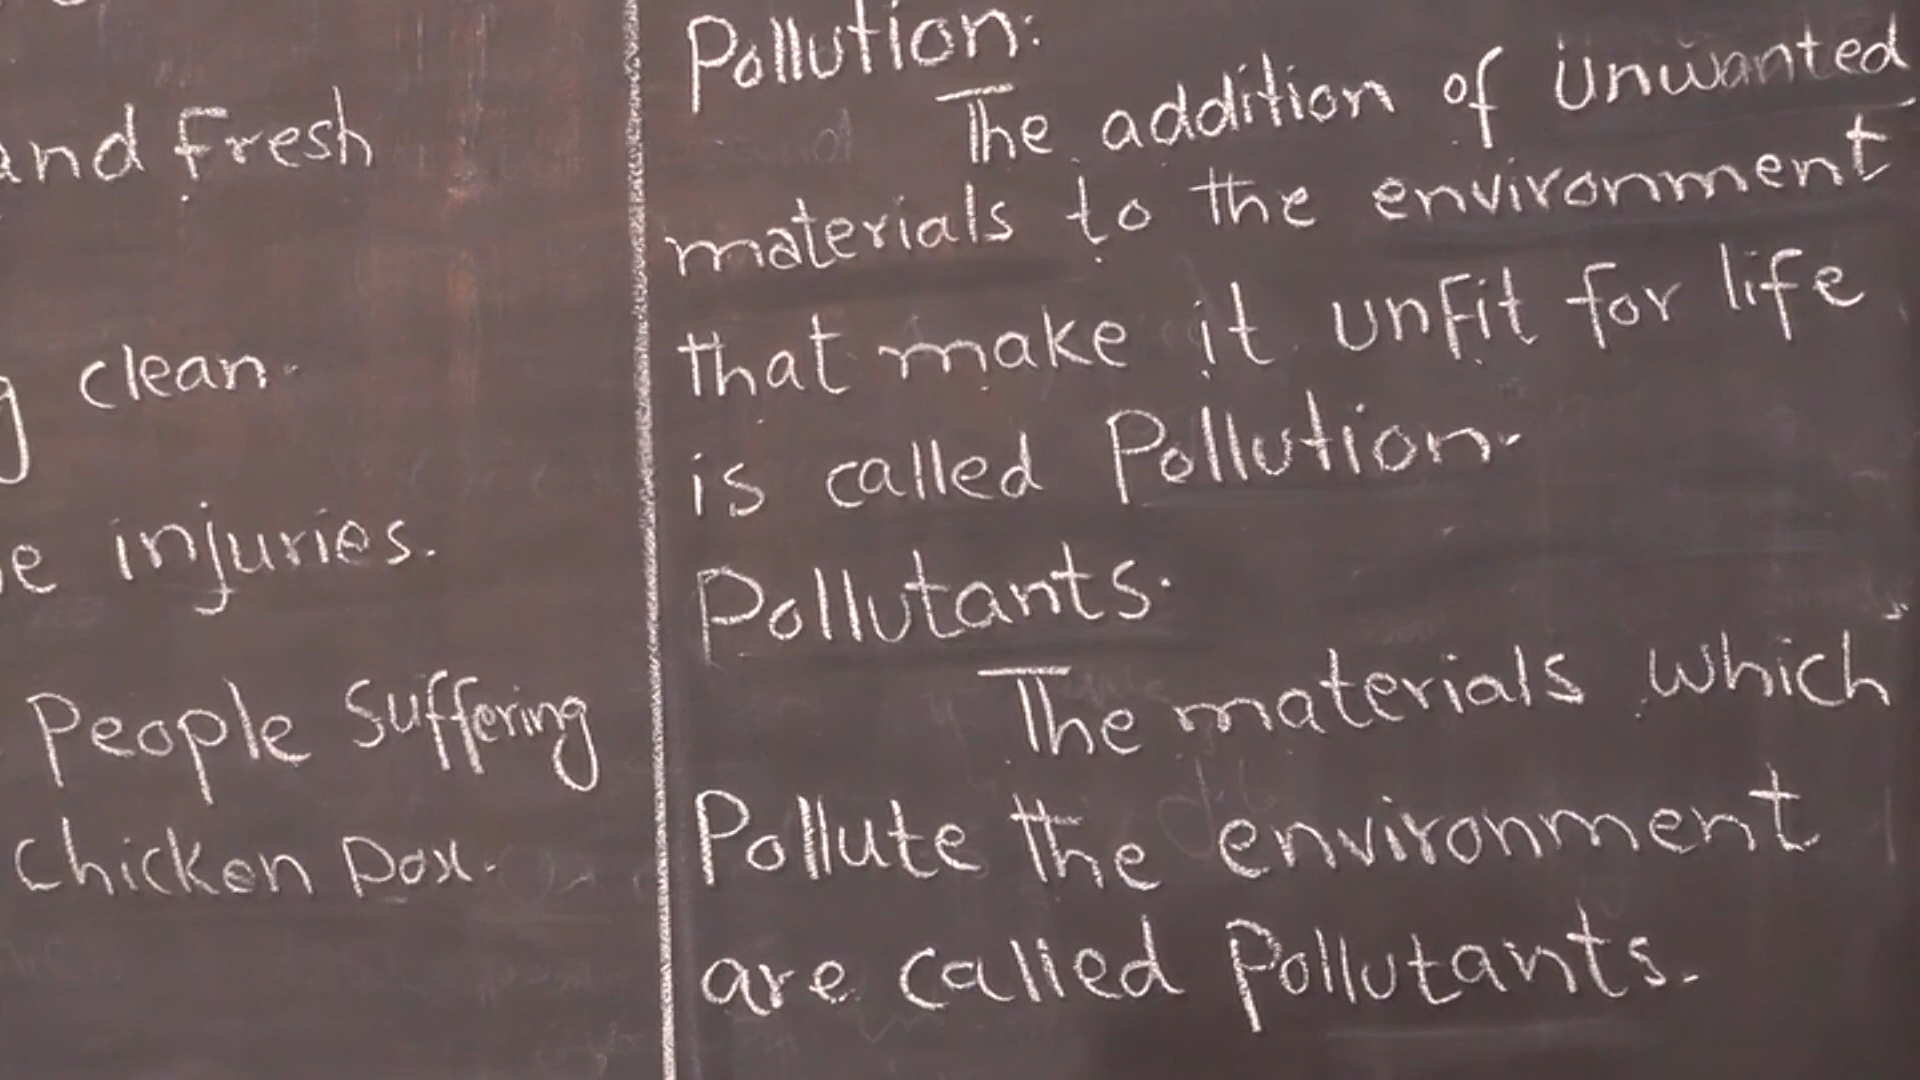 and fresh
clean.
injuries.
People Suffering
Chicken Pox.
Pollution:
The addition of unwanted
materials to the environment
that make it unfit for life
is called Pollution.
Pollutants.
The materials which
Pollute the environment
are called Pollutants.